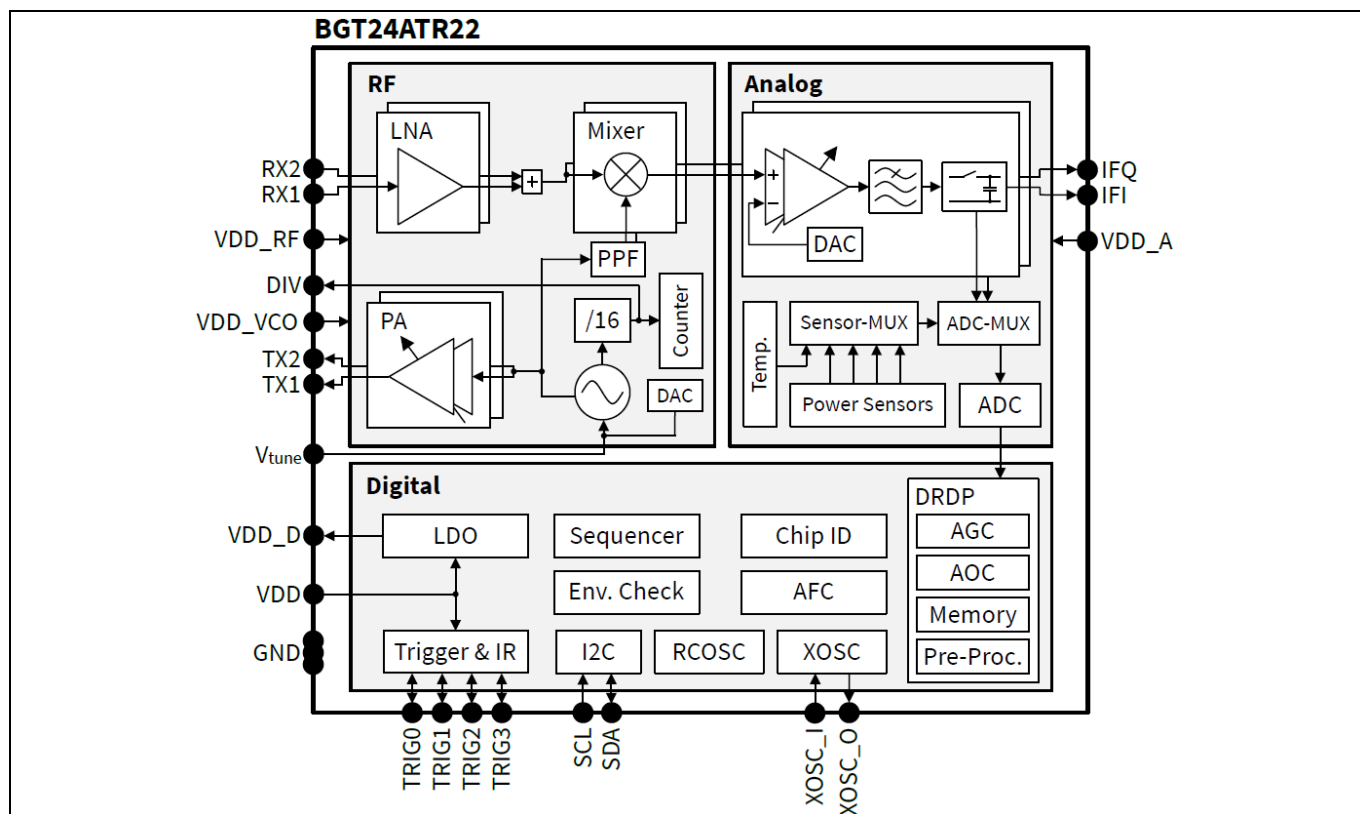 BGT24ATR22
RF
Analog
LNA
Mixer
RX2
RX1
+
+
−
IFQ
IFI
VDD_RF
PPF
DAC
VDD_A
DIV
VDD_VCO
PA
/16
Counter
Temp.
Sensor-MUX
ADC-MUX
TX2
TX1
DAC
Power Sensors
ADC
Vtune
Digital
DRDP
VDD_D
LDO
Sequencer
Chip ID
AGC
VDD
Env. Check
AFC
AOC
Memory
GND
Trigger & IR
I2C
RCOSC
XOSC
Pre-Proc.
TRIG0
TRIG1
TRIG2
TRIG3
SCL
SDA
XOSC_I
XOSC_O